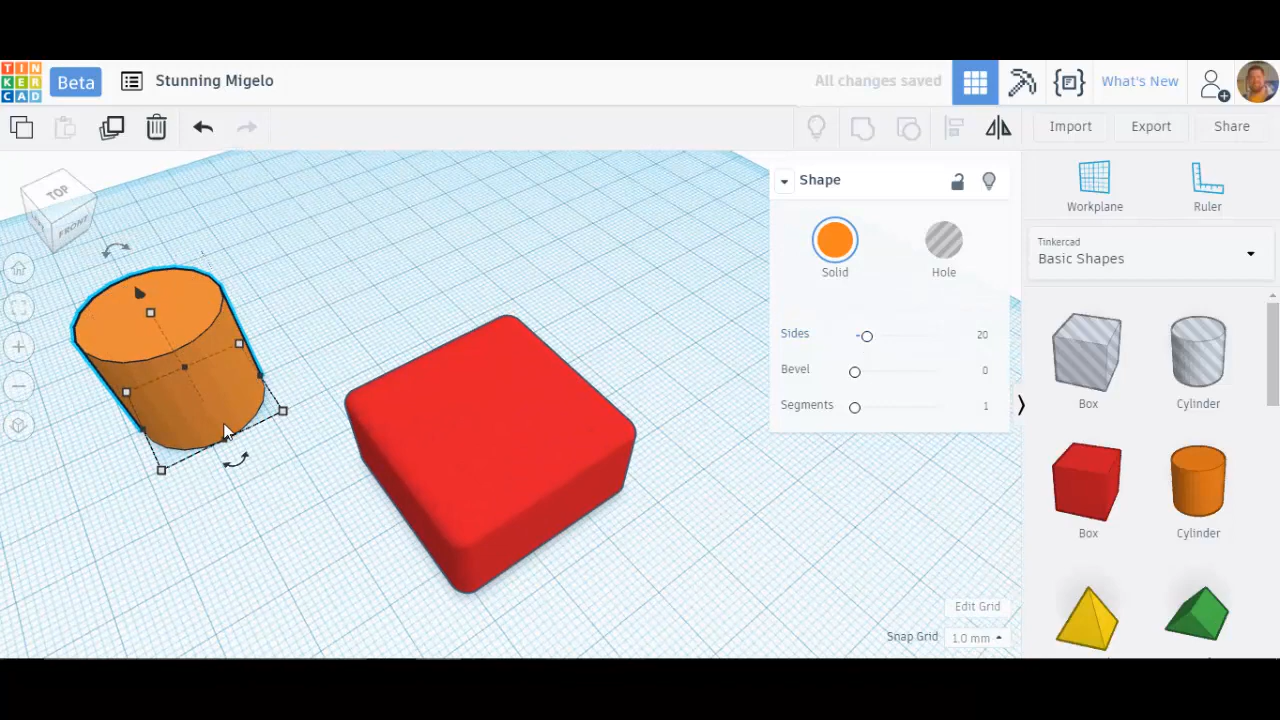 TIN
KER
CAD
Beta
Stunning Migelo
All changes saved
What's New
Import
Export
Share
TOP
FRONT
Shape
Solid
Hole
Sides 20
Bevel 0
Segments 1
Workplane
Ruler
Tinkercad
Basic Shapes
Box
Cylinder
Box
Cylinder
Edit Grid
Snap Grid 1.0 mm